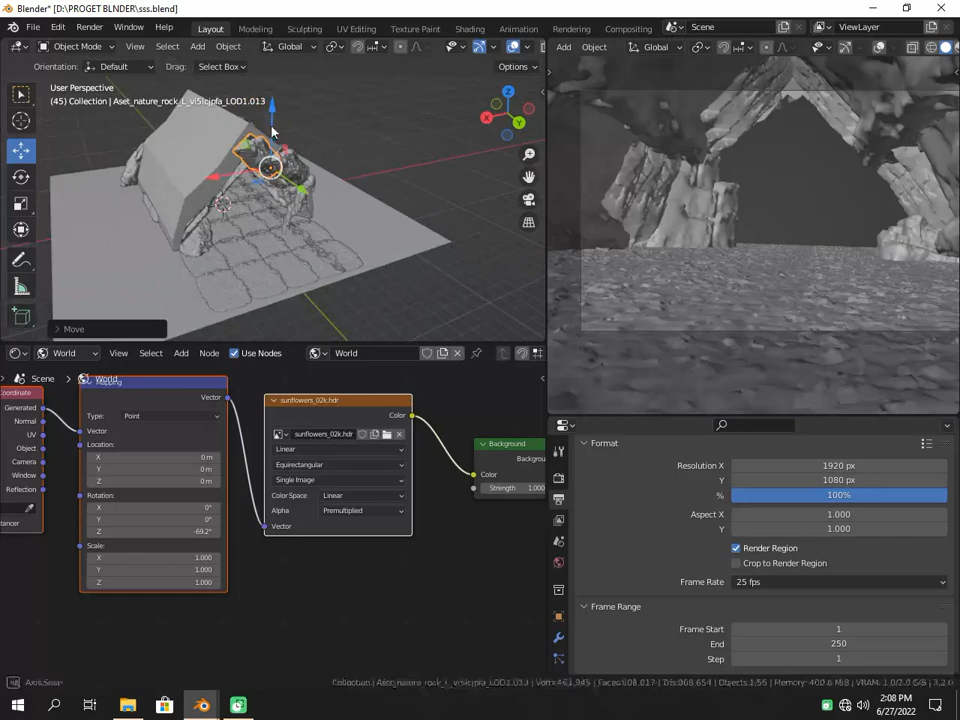 Blender* [D:\PROGET BLNDER\sss.blend]
File Edit Render Window Help Layout Modeling Sculpting UV Editing Texture Paint Shading Animation Rendering Compositing Scene ViewLayer
Object Mode View Select Add Object Global
Add Object Global
Orientation: Default Drag: Select Box Options
User Perspective
(45) Collection | Aset_nature_rock_L_vi5lcjpfa_LOD1.013
Z
X
Y
Move
World View Select Add Node Use Nodes World
Scene World
Mapping
Coordinate
Generated
Normal
UV
Object
Camera
Window
Reflection
Vector
Type: Point
Vector
Location:
X 0 m
Y 0 m
Z 0 m
Rotation:
X 0°
Y 0°
Z -69.2°
Scale:
X 1.000
Y 1.000
Z 1.000
sunflowers_02k.hdr
Color
sunflowers_02k.hdr
Linear
Equirectangular
Single Image
Color Space Linear
Alpha Premultiplied
Vector
Background
Color
Strength 1.000
Format
Resolution X 1920 px
Y 1080 px
% 100%
Aspect X 1.000
Y 1.000
Render Region
Crop to Render Region
Frame Rate 25 fps
Frame Range
Frame Start 1
End 250
Step 1
2:08 PM
6/27/2022